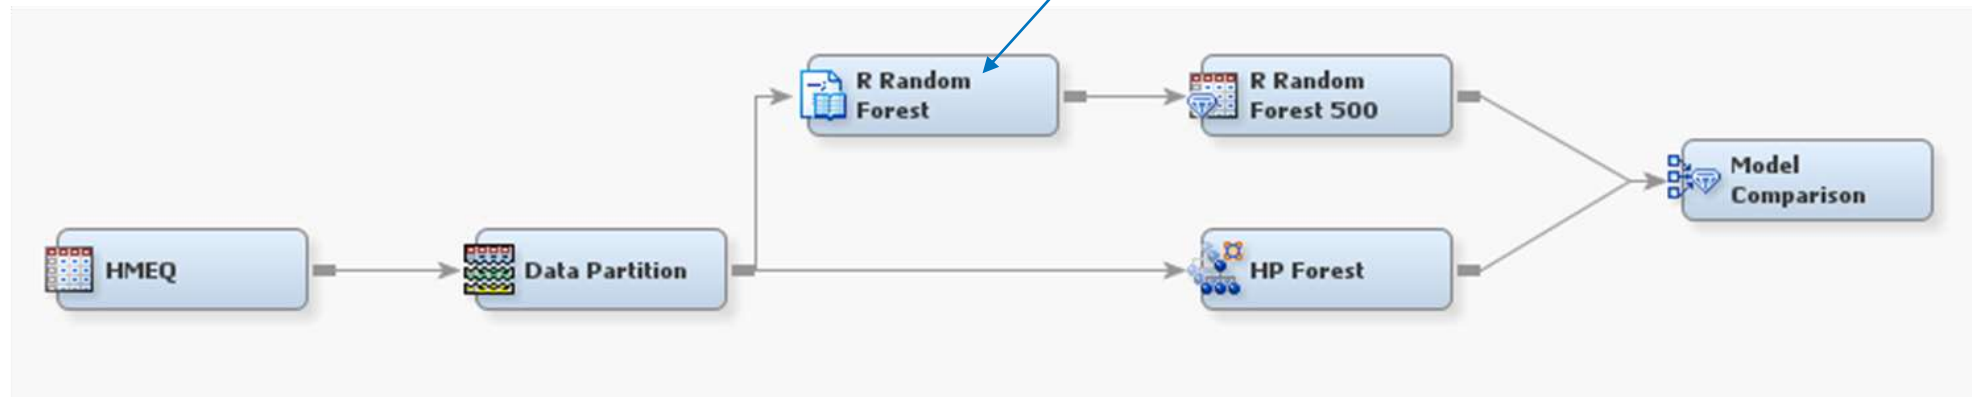 HMEQ
Data Partition
R Random
Forest
R Random
Forest 500
HP Forest
Model
Comparison